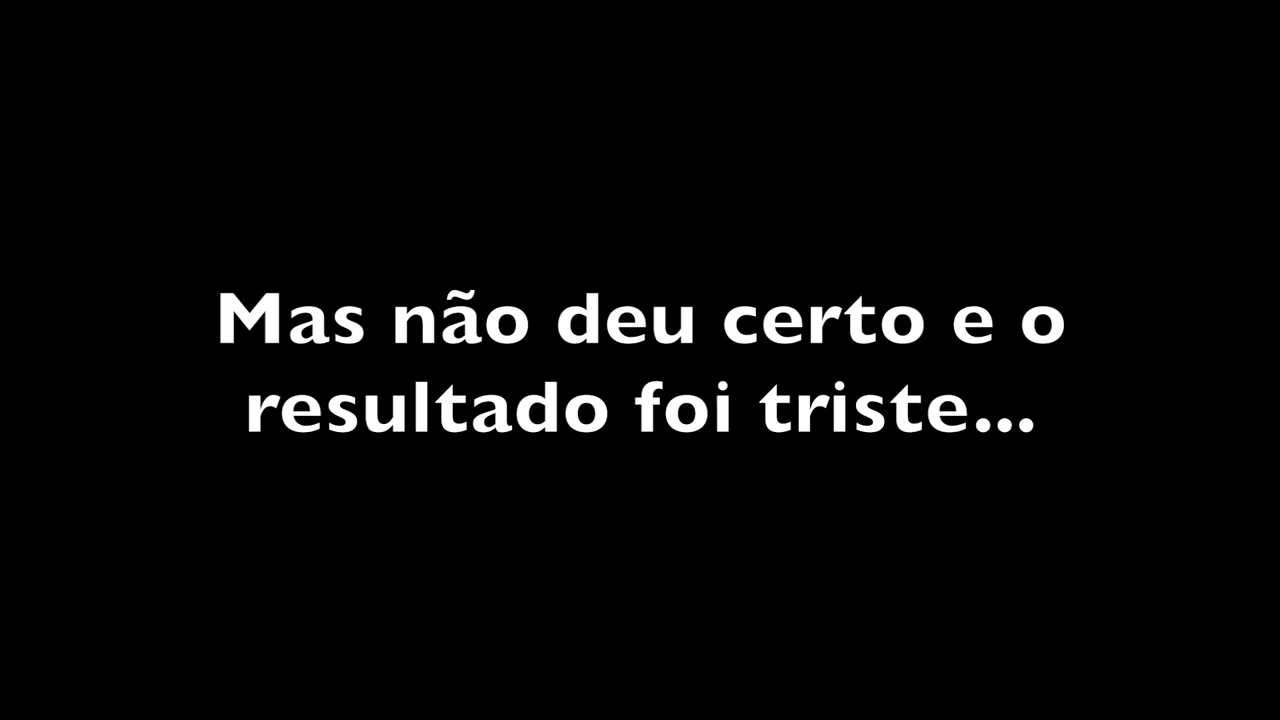 Mas não deu certo e o
resultado foi triste...